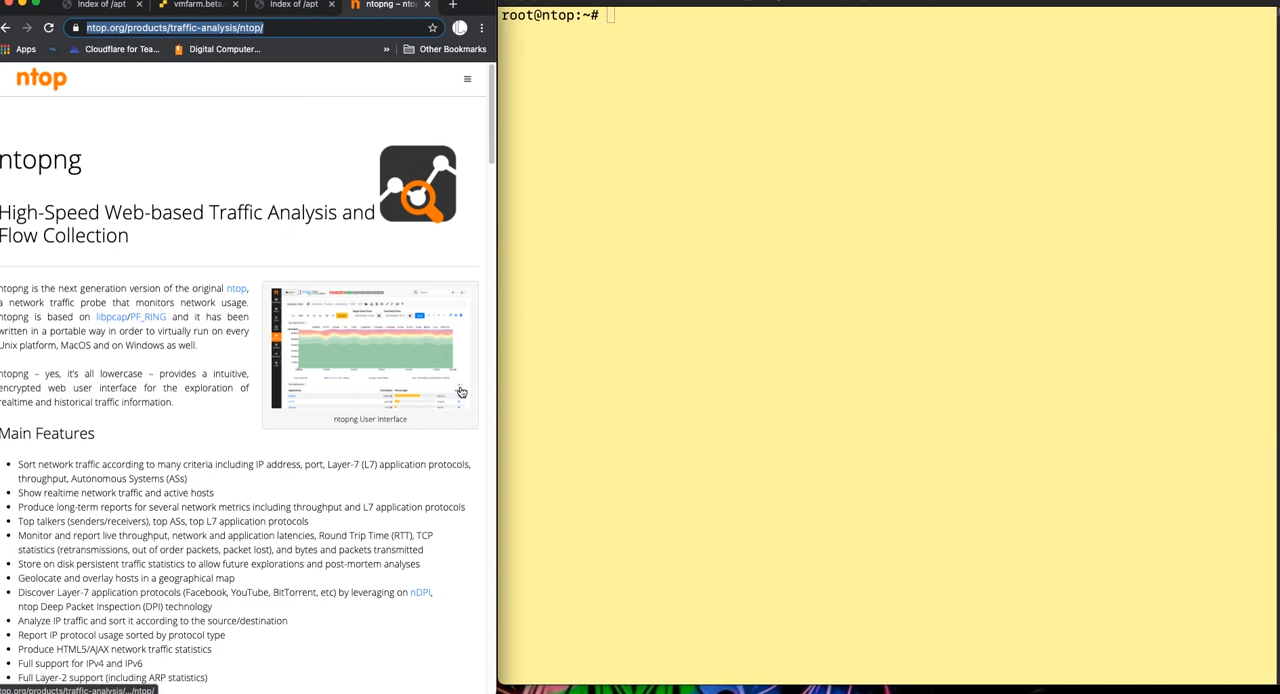 Index of /apt
vmfarm.beta.
Index of /apt
ntopng – nto
ntop.org/products/traffic-analysis/ntop/
Apps
Cloudflare for Tea...
Digital Computer...
»
Other Bookmarks
ntop
ntopng
High-Speed Web-based Traffic Analysis and
Flow Collection
ntopng is the next generation version of the original ntop,
a network traffic probe that monitors network usage.
ntopng is based on libpcap/PF_RING and it has been
written in a portable way in order to virtually run on every
Unix platform, MacOS and on Windows as well.
ntopng – yes, it's all lowercase – provides a intuitive,
encrypted web user interface for the exploration of
realtime and historical traffic information.
ntopng User Interface
Main Features
• Sort network traffic according to many criteria including IP address, port, Layer-7 (L7) application protocols,
throughput, Autonomous Systems (ASs)
• Show realtime network traffic and active hosts
• Produce long-term reports for several network metrics including throughput and L7 application protocols
• Top talkers (senders/receivers), top ASs, top L7 application protocols
• Monitor and report live throughput, network and application latencies, Round Trip Time (RTT), TCP
statistics (retransmissions, out of order packets, packet lost), and bytes and packets transmitted
• Store on disk persistent traffic statistics to allow future explorations and post-mortem analyses
• Geolocate and overlay hosts in a geographical map
• Discover Layer-7 application protocols (Facebook, YouTube, BitTorrent, etc) by leveraging on nDPI,
ntop Deep Packet Inspection (DPI) technology
• Analyze IP traffic and sort it according to the source/destination
• Report IP protocol usage sorted by protocol type
• Produce HTML5/AJAX network traffic statistics
• Full support for IPv4 and IPv6
• Full Layer-2 support (including ARP statistics)
top.org/products/traffic-analysis/.../ntop/
root@ntop:~#